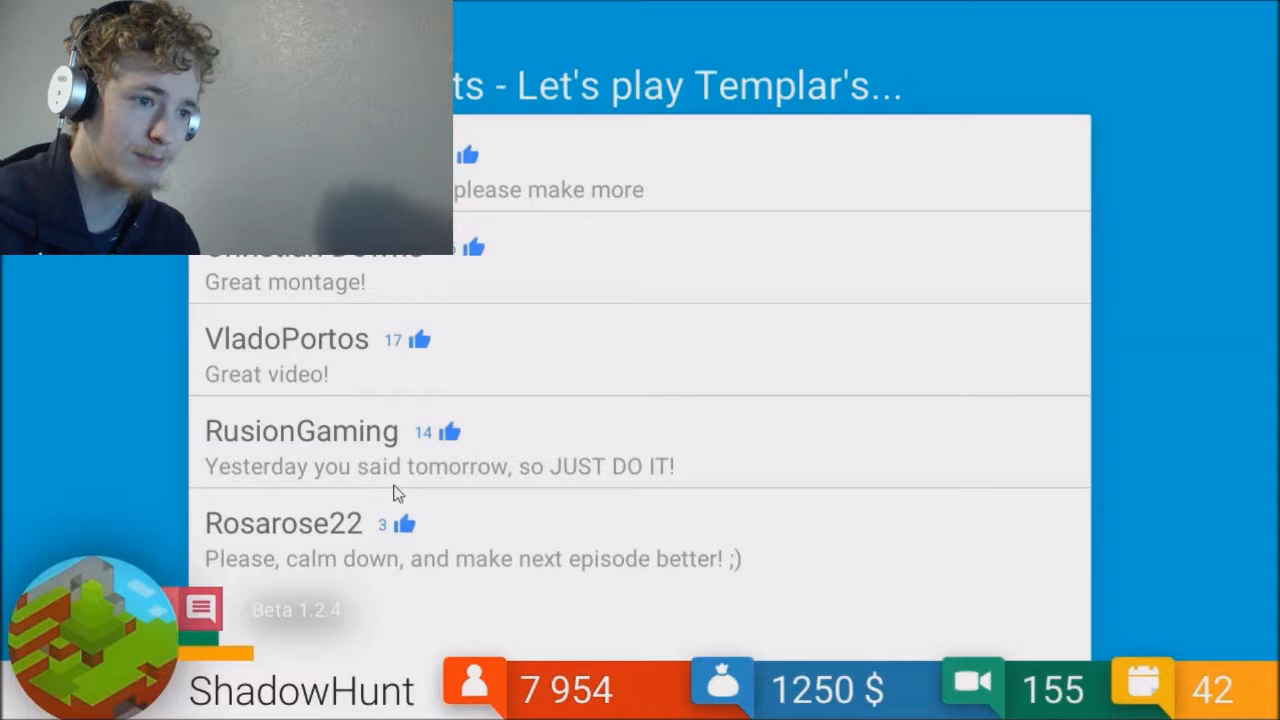 ts - Let's play Templar's...
please make more
Great montage!
VladoPortos 17
Great video!
RusionGaming 14
Yesterday you said tomorrow, so JUST DO IT!
Rosarose22 3
Please, calm down, and make next episode better! ;)
Beta 1.2.4
ShadowHunt 7 954 1250 $ 155 42